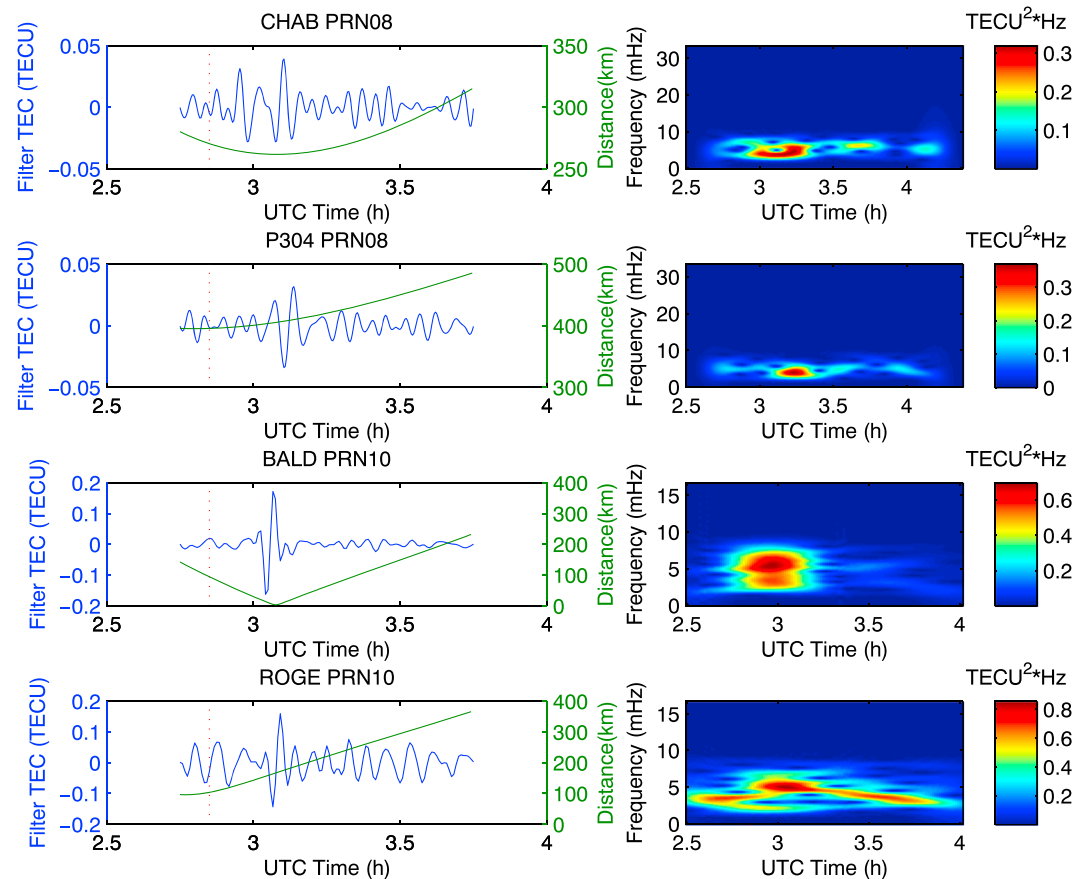 CHAB PRN08
TECU²*Hz
Filter TEC (TECU)
0.05
0
−0.05
350
300
250
Distance(km)
2.5 3 3.5 4
UTC Time (h)
Frequency (mHz)
30
20
10
0
2.5 3 3.5 4
UTC Time (h)
0.3
0.2
0.1
P304 PRN08
TECU²*Hz
Filter TEC (TECU)
0.05
0
−0.05
500
400
300
Distance(km)
2.5 3 3.5 4
UTC Time (h)
Frequency (mHz)
30
20
10
0
2.5 3 3.5 4
UTC Time (h)
0.3
0.2
0.1
0
BALD PRN10
TECU²*Hz
Filter TEC (TECU)
0.2
0.1
0
−0.1
−0.2
400
300
200
100
0
Distance(km)
2.5 3 3.5 4
UTC Time (h)
Frequency (mHz)
15
10
5
0
2.5 3 3.5 4
UTC Time (h)
0.6
0.4
0.2
ROGE PRN10
TECU²*Hz
Filter TEC (TECU)
0.2
0.1
0
−0.1
−0.2
400
300
200
100
0
Distance(km)
2.5 3 3.5 4
UTC Time (h)
Frequency (mHz)
15
10
5
0
2.5 3 3.5 4
UTC Time (h)
0.8
0.6
0.4
0.2